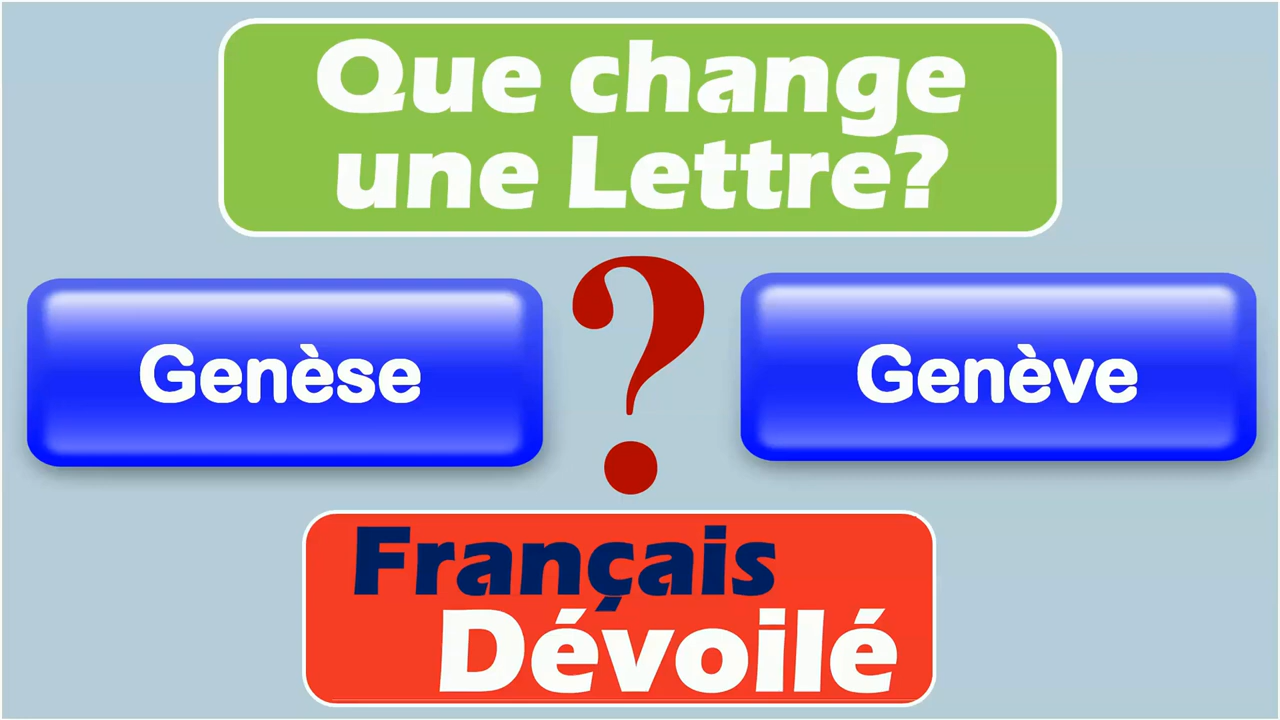 Que change
une Lettre?
Genèse
?
Genève
Français
Dévoilé